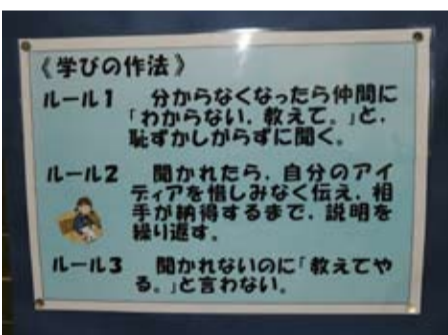 《学びの作法》
ルール1 分からなくなったら仲間に
「わからない，教えて。」と，
恥ずかしがらずに聞く。
ルール2 聞かれたら，自分のアイ
ディアを惜しみなく伝え，相
手が納得するまで，説明を
繰り返す。
ルール3 聞かれないのに「教えてや
る。」と言わない。